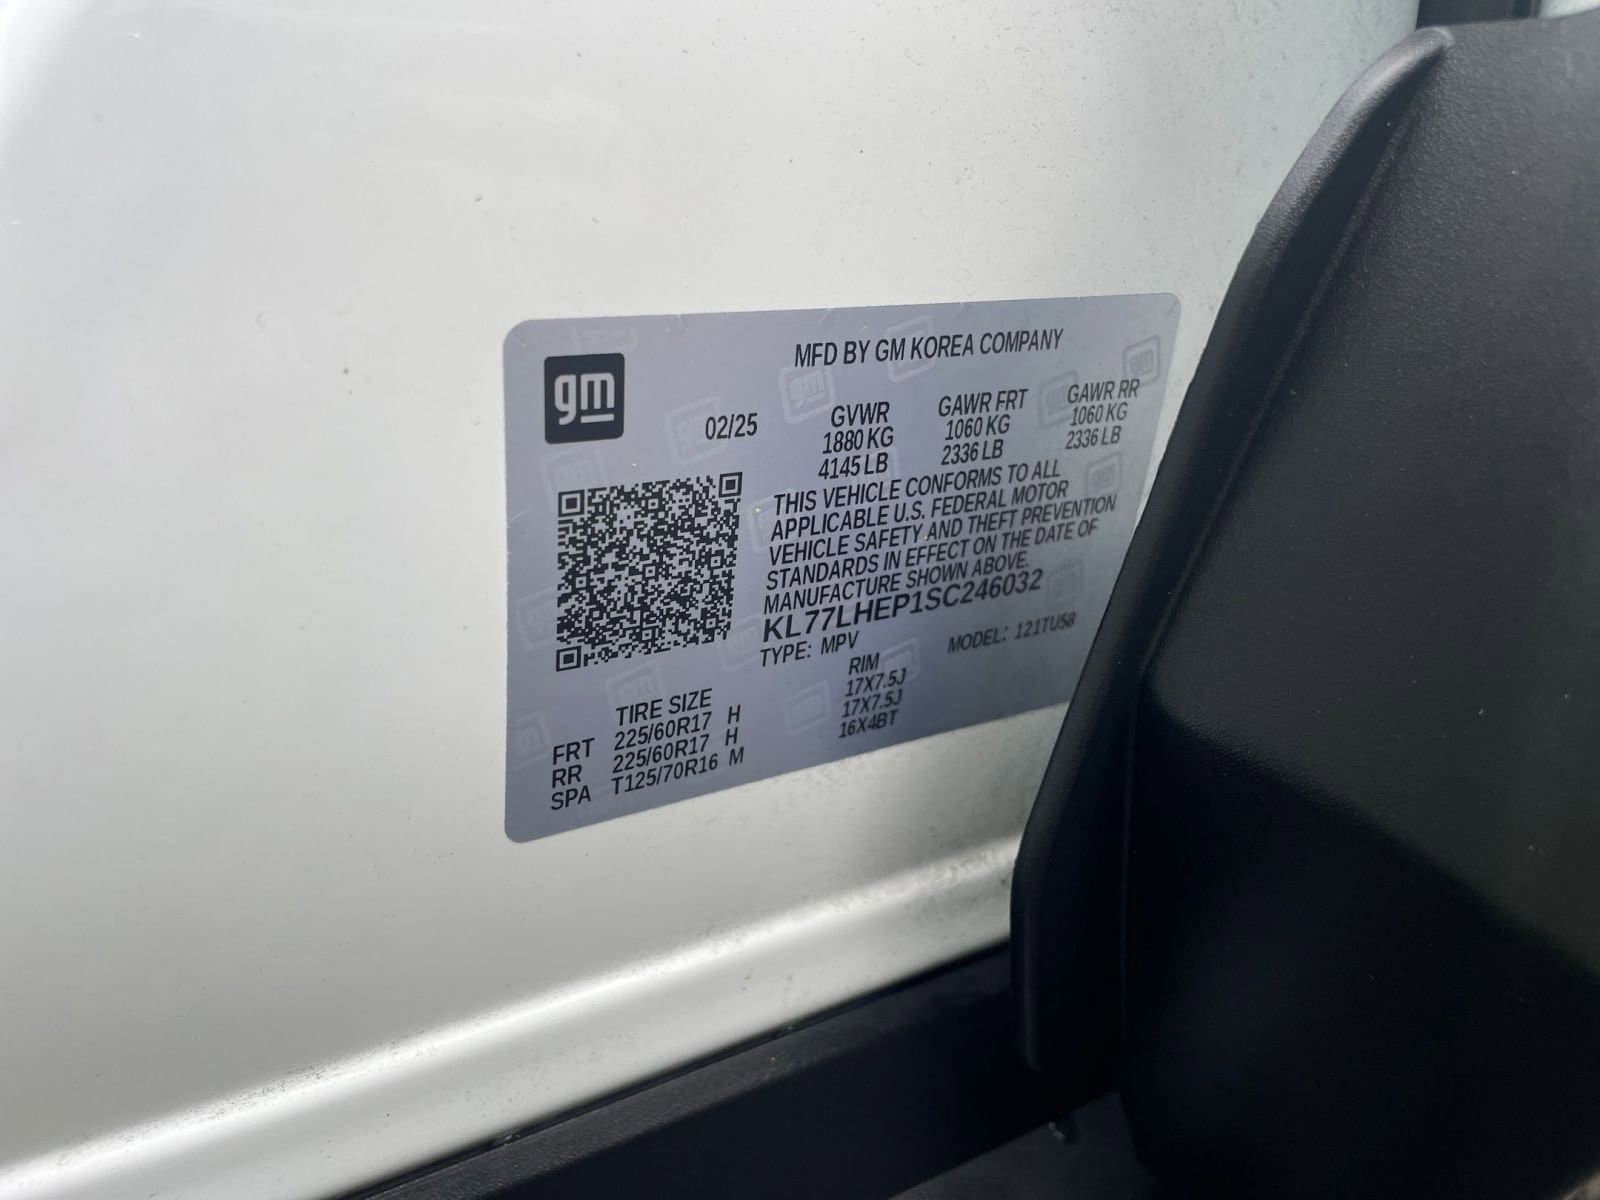 gm
MFD BY GM KOREA COMPANY
02/25
GVWR GAWR FRT GAWR RR
1880 KG 1060 KG 1060 KG
4145 LB 2336 LB 2336 LB
THIS VEHICLE CONFORMS TO ALL
APPLICABLE U.S. FEDERAL MOTOR
VEHICLE SAFETY AND THEFT PREVENTION
STANDARDS IN EFFECT ON THE DATE OF
MANUFACTURE SHOWN ABOVE.
KL77LHEP1SC246032
TYPE: MPV MODEL: 121TU58
TIRE SIZE RIM
FRT 225/60R17 H 17X7.5J
RR 225/60R17 H 17X7.5J
SPA T125/70R16 M 16X4BT